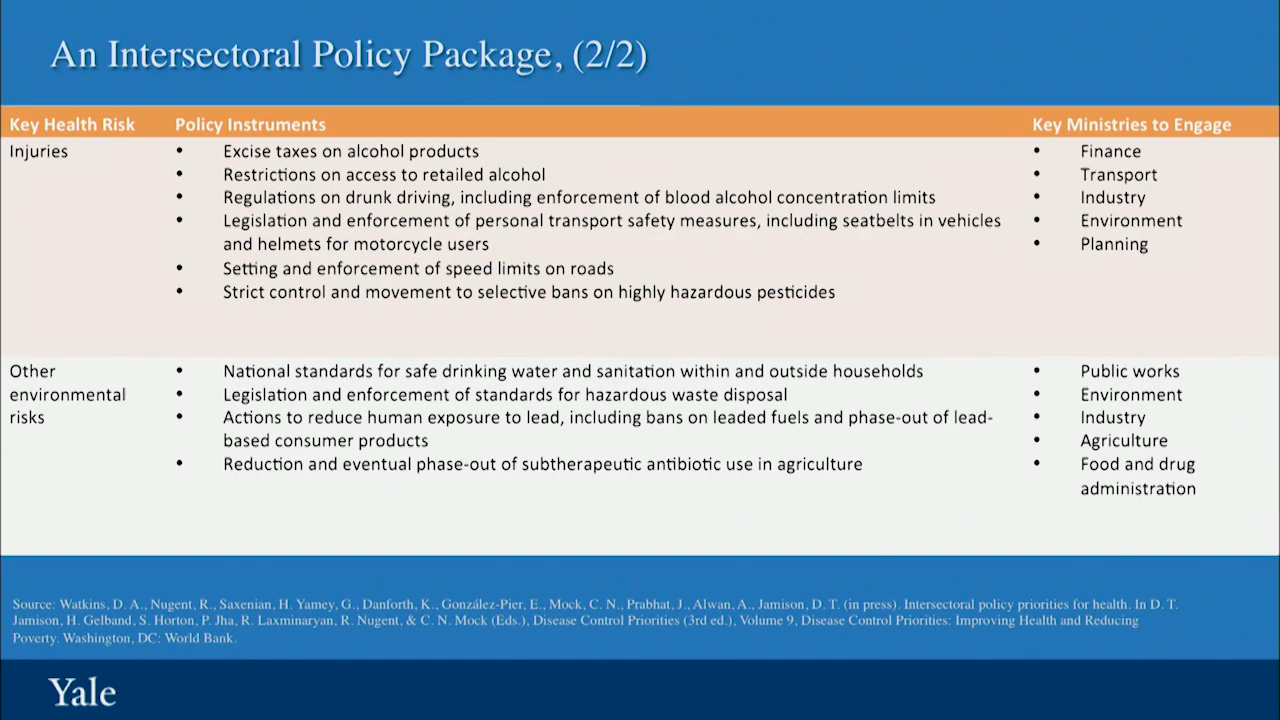 An Intersectoral Policy Package, (2/2)
Key Health Risk Policy Instruments Key Ministries to Engage
Injuries
• Excise taxes on alcohol products
• Restrictions on access to retailed alcohol
• Regulations on drunk driving, including enforcement of blood alcohol concentration limits
• Legislation and enforcement of personal transport safety measures, including seatbelts in vehicles
and helmets for motorcycle users
• Setting and enforcement of speed limits on roads
• Strict control and movement to selective bans on highly hazardous pesticides
• Finance
• Transport
• Industry
• Environment
• Planning
Other
environmental
risks
• National standards for safe drinking water and sanitation within and outside households
• Legislation and enforcement of standards for hazardous waste disposal
• Actions to reduce human exposure to lead, including bans on leaded fuels and phase-out of lead-
based consumer products
• Reduction and eventual phase-out of subtherapeutic antibiotic use in agriculture
• Public works
• Environment
• Industry
• Agriculture
• Food and drug
administration
Source: Watkins, D. A., Nugent, R., Saxenian, H. Yamey, G., Danforth, K., González-Pier, E., Mock, C. N., Prabhat, J., Alwan, A., Jamison, D. T. (in press). Intersectoral policy priorities for health. In D. T.
Jamison, H. Gelband, S. Horton, P. Jha, R. Laxminaryan, R. Nugent, & C. N. Mock (Eds.), Disease Control Priorities (3rd ed.), Volume 9, Disease Control Priorities: Improving Health and Reducing
Poverty. Washington, DC: World Bank.
Yale